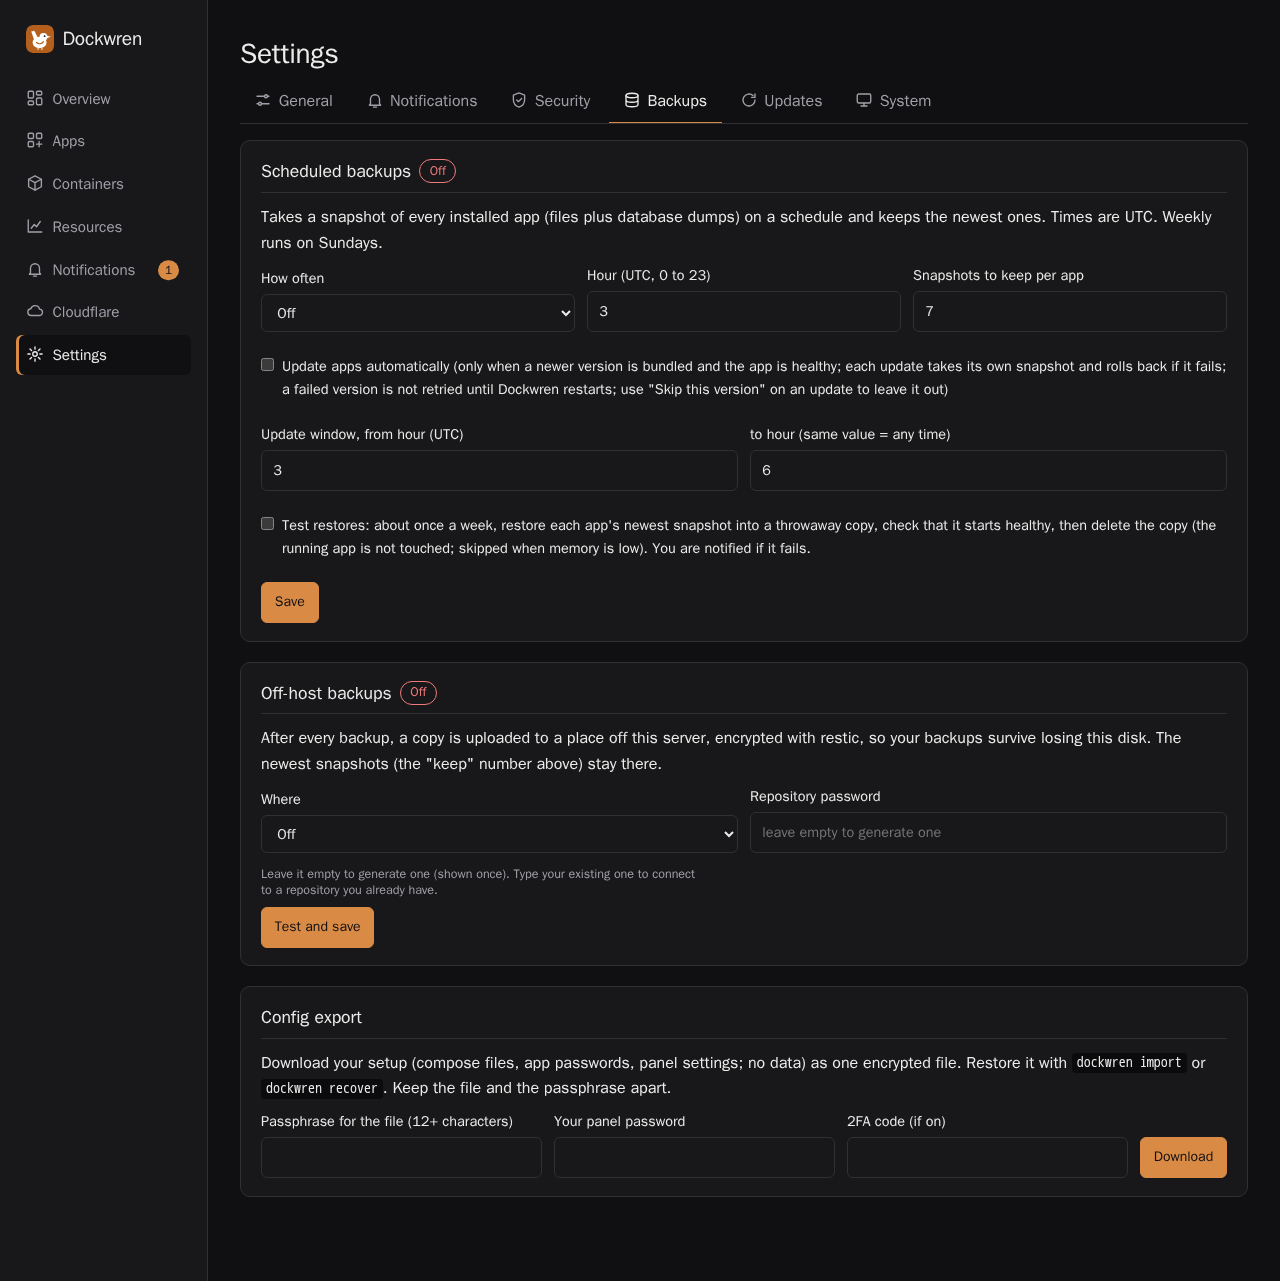 Dockwren
Overview
Apps
Containers
Resources
Notifications 1
Cloudflare
Settings
Settings
General Notifications Security Backups Updates System
Scheduled backups Off
Takes a snapshot of every installed app (files plus database dumps) on a schedule and keeps the newest ones. Times are UTC. Weekly
runs on Sundays.
How often Hour (UTC, 0 to 23) Snapshots to keep per app
Off 3 7
Update apps automatically (only when a newer version is bundled and the app is healthy; each update takes its own snapshot and rolls back if it fails;
a failed version is not retried until Dockwren restarts; use "Skip this version" on an update to leave it out)
Update window, from hour (UTC) to hour (same value = any time)
3 6
Test restores: about once a week, restore each app's newest snapshot into a throwaway copy, check that it starts healthy, then delete the copy (the
running app is not touched; skipped when memory is low). You are notified if it fails.
Save
Off-host backups Off
After every backup, a copy is uploaded to a place off this server, encrypted with restic, so your backups survive losing this disk. The
newest snapshots (the "keep" number above) stay there.
Where Repository password
Off leave empty to generate one
Leave it empty to generate one (shown once). Type your existing one to connect
to a repository you already have.
Test and save
Config export
Download your setup (compose files, app passwords, panel settings; no data) as one encrypted file. Restore it with dockwren import or
dockwren recover. Keep the file and the passphrase apart.
Passphrase for the file (12+ characters) Your panel password 2FA code (if on)
Download